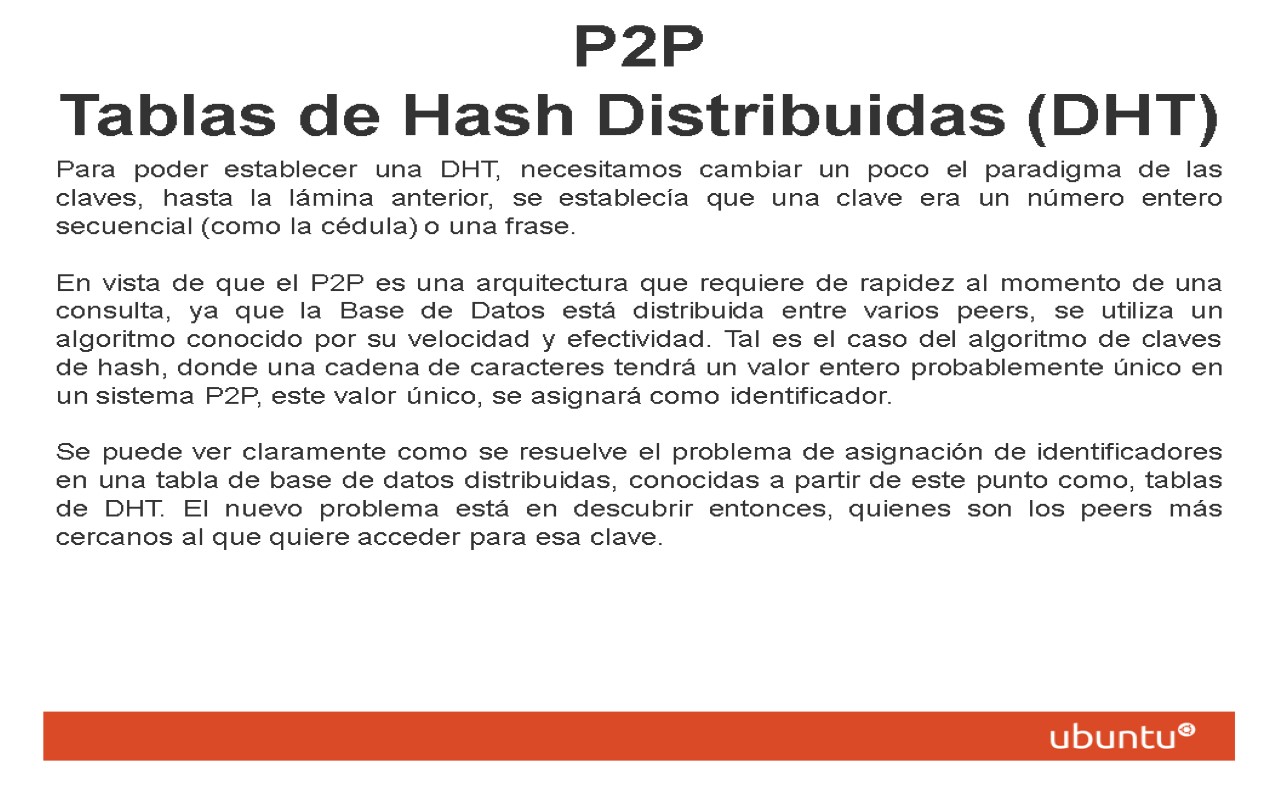 P2P
Tablas de Hash Distribuidas (DHT)
Para poder establecer una DHT, necesitamos cambiar un poco el paradigma de las
claves, hasta la lámina anterior, se establecía que una clave era un número entero
secuencial (como la cédula) o una frase.
En vista de que el P2P es una arquitectura que requiere de rapidez al momento de una
consulta, ya que la Base de Datos está distribuida entre varios peers, se utiliza un
algoritmo conocido por su velocidad y efectividad. Tal es el caso del algoritmo de claves
de hash, donde una cadena de caracteres tendrá un valor entero probablemente único en
un sistema P2P, este valor único, se asignará como identificador.
Se puede ver claramente como se resuelve el problema de asignación de identificadores
en una tabla de base de datos distribuidas, conocidas a partir de este punto como, tablas
de DHT. El nuevo problema está en descubrir entonces, quienes son los peers más
cercanos al que quiere acceder para esa clave.
ubuntu